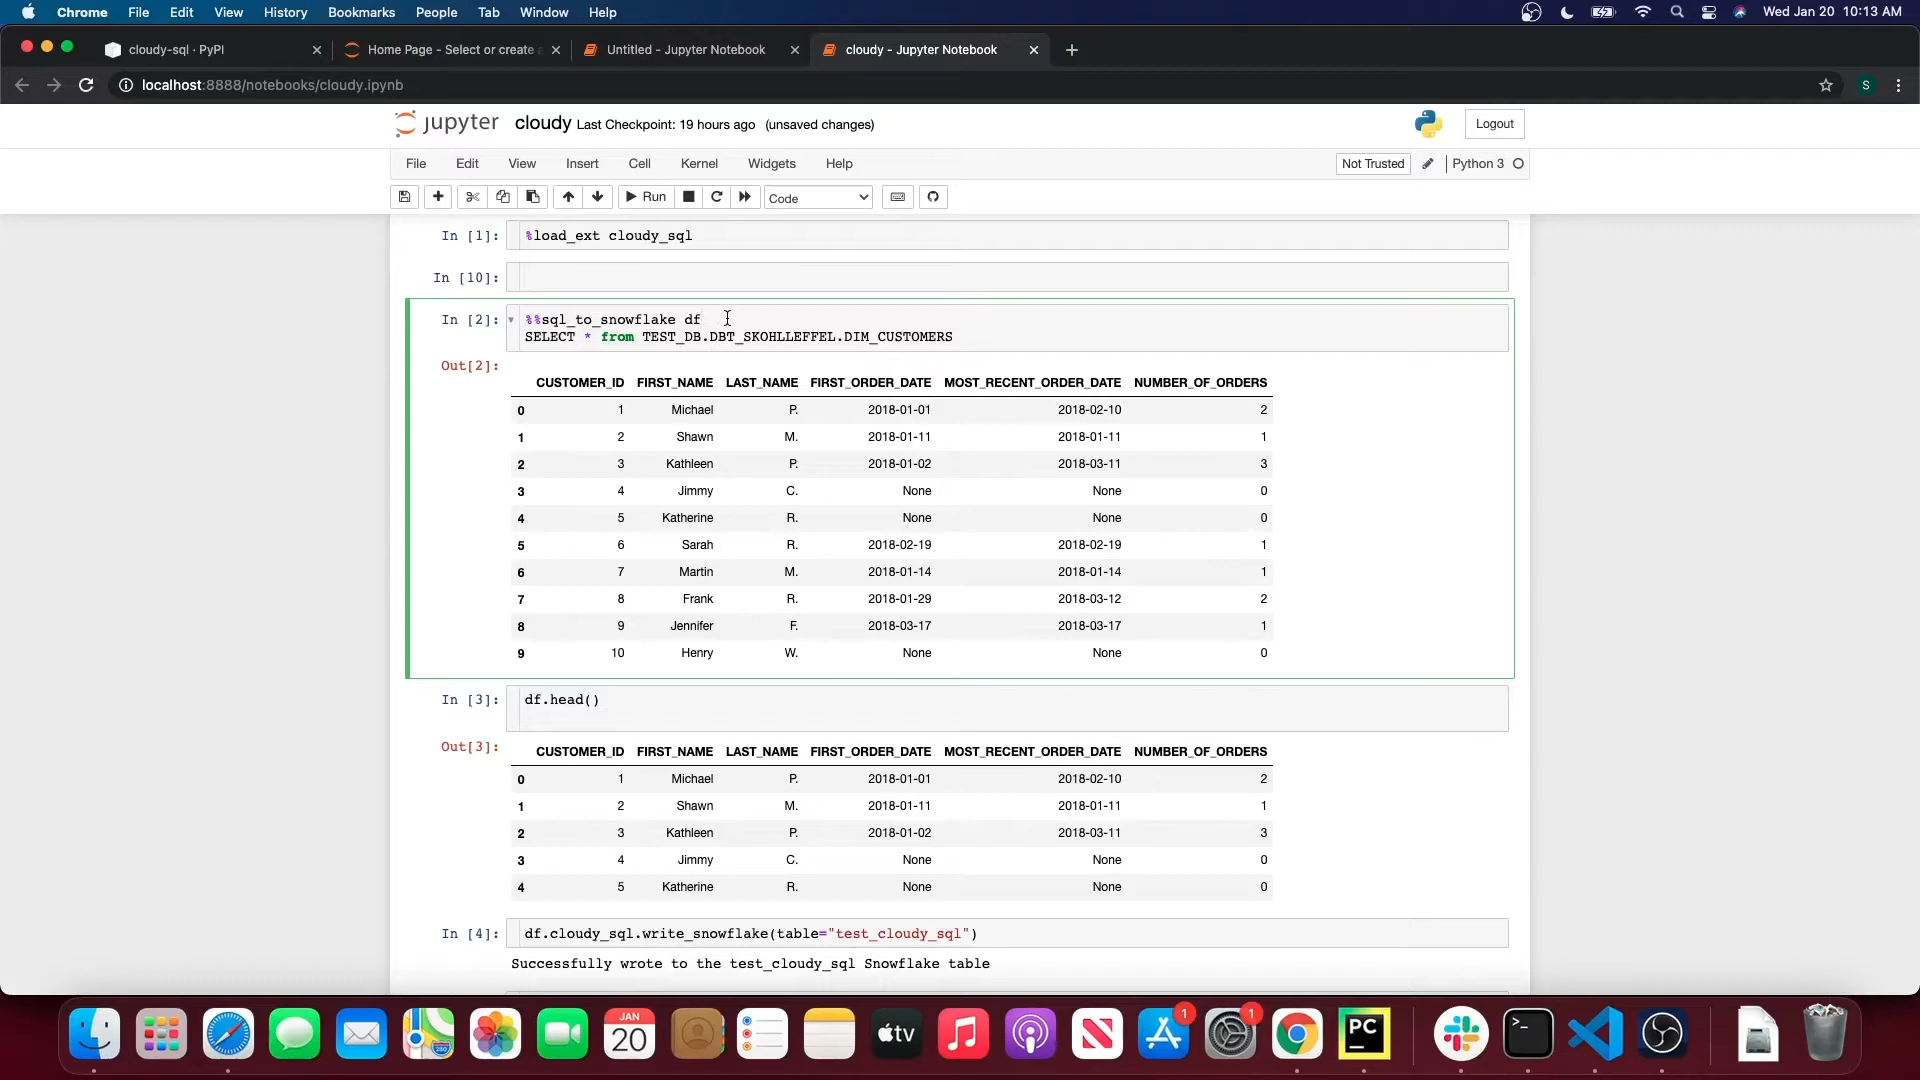 Chrome File Edit View History Bookmarks People Tab Window Help Wed Jan 20 10:13 AM
cloudy-sql · PyPI Home Page - Select or create a Untitled - Jupyter Notebook cloudy - Jupyter Notebook
localhost:8888/notebooks/cloudy.ipynb S
jupyter cloudy Last Checkpoint: 19 hours ago (unsaved changes) Logout
File Edit View Insert Cell Kernel Widgets Help Not Trusted Python 3
Run Code
In [1]: %load_ext cloudy_sql
In [10]:
In [2]: %%sql_to_snowflake df
SELECT * from TEST_DB.DBT_SKOHLLEFFEL.DIM_CUSTOMERS
Out[2]:
CUSTOMER_ID FIRST_NAME LAST_NAME FIRST_ORDER_DATE MOST_RECENT_ORDER_DATE NUMBER_OF_ORDERS
0 1 Michael P. 2018-01-01 2018-02-10 2
1 2 Shawn M. 2018-01-11 2018-01-11 1
2 3 Kathleen P. 2018-01-02 2018-03-11 3
3 4 Jimmy C. None None 0
4 5 Katherine R. None None 0
5 6 Sarah R. 2018-02-19 2018-02-19 1
6 7 Martin M. 2018-01-14 2018-01-14 1
7 8 Frank R. 2018-01-29 2018-03-12 2
8 9 Jennifer F. 2018-03-17 2018-03-17 1
9 10 Henry W. None None 0
In [3]: df.head()
Out[3]:
CUSTOMER_ID FIRST_NAME LAST_NAME FIRST_ORDER_DATE MOST_RECENT_ORDER_DATE NUMBER_OF_ORDERS
0 1 Michael P. 2018-01-01 2018-02-10 2
1 2 Shawn M. 2018-01-11 2018-01-11 1
2 3 Kathleen P. 2018-01-02 2018-03-11 3
3 4 Jimmy C. None None 0
4 5 Katherine R. None None 0
In [4]: df.cloudy_sql.write_snowflake(table="test_cloudy_sql")
Successfully wrote to the test_cloudy_sql Snowflake table
JAN
20
tv
1
1
PC